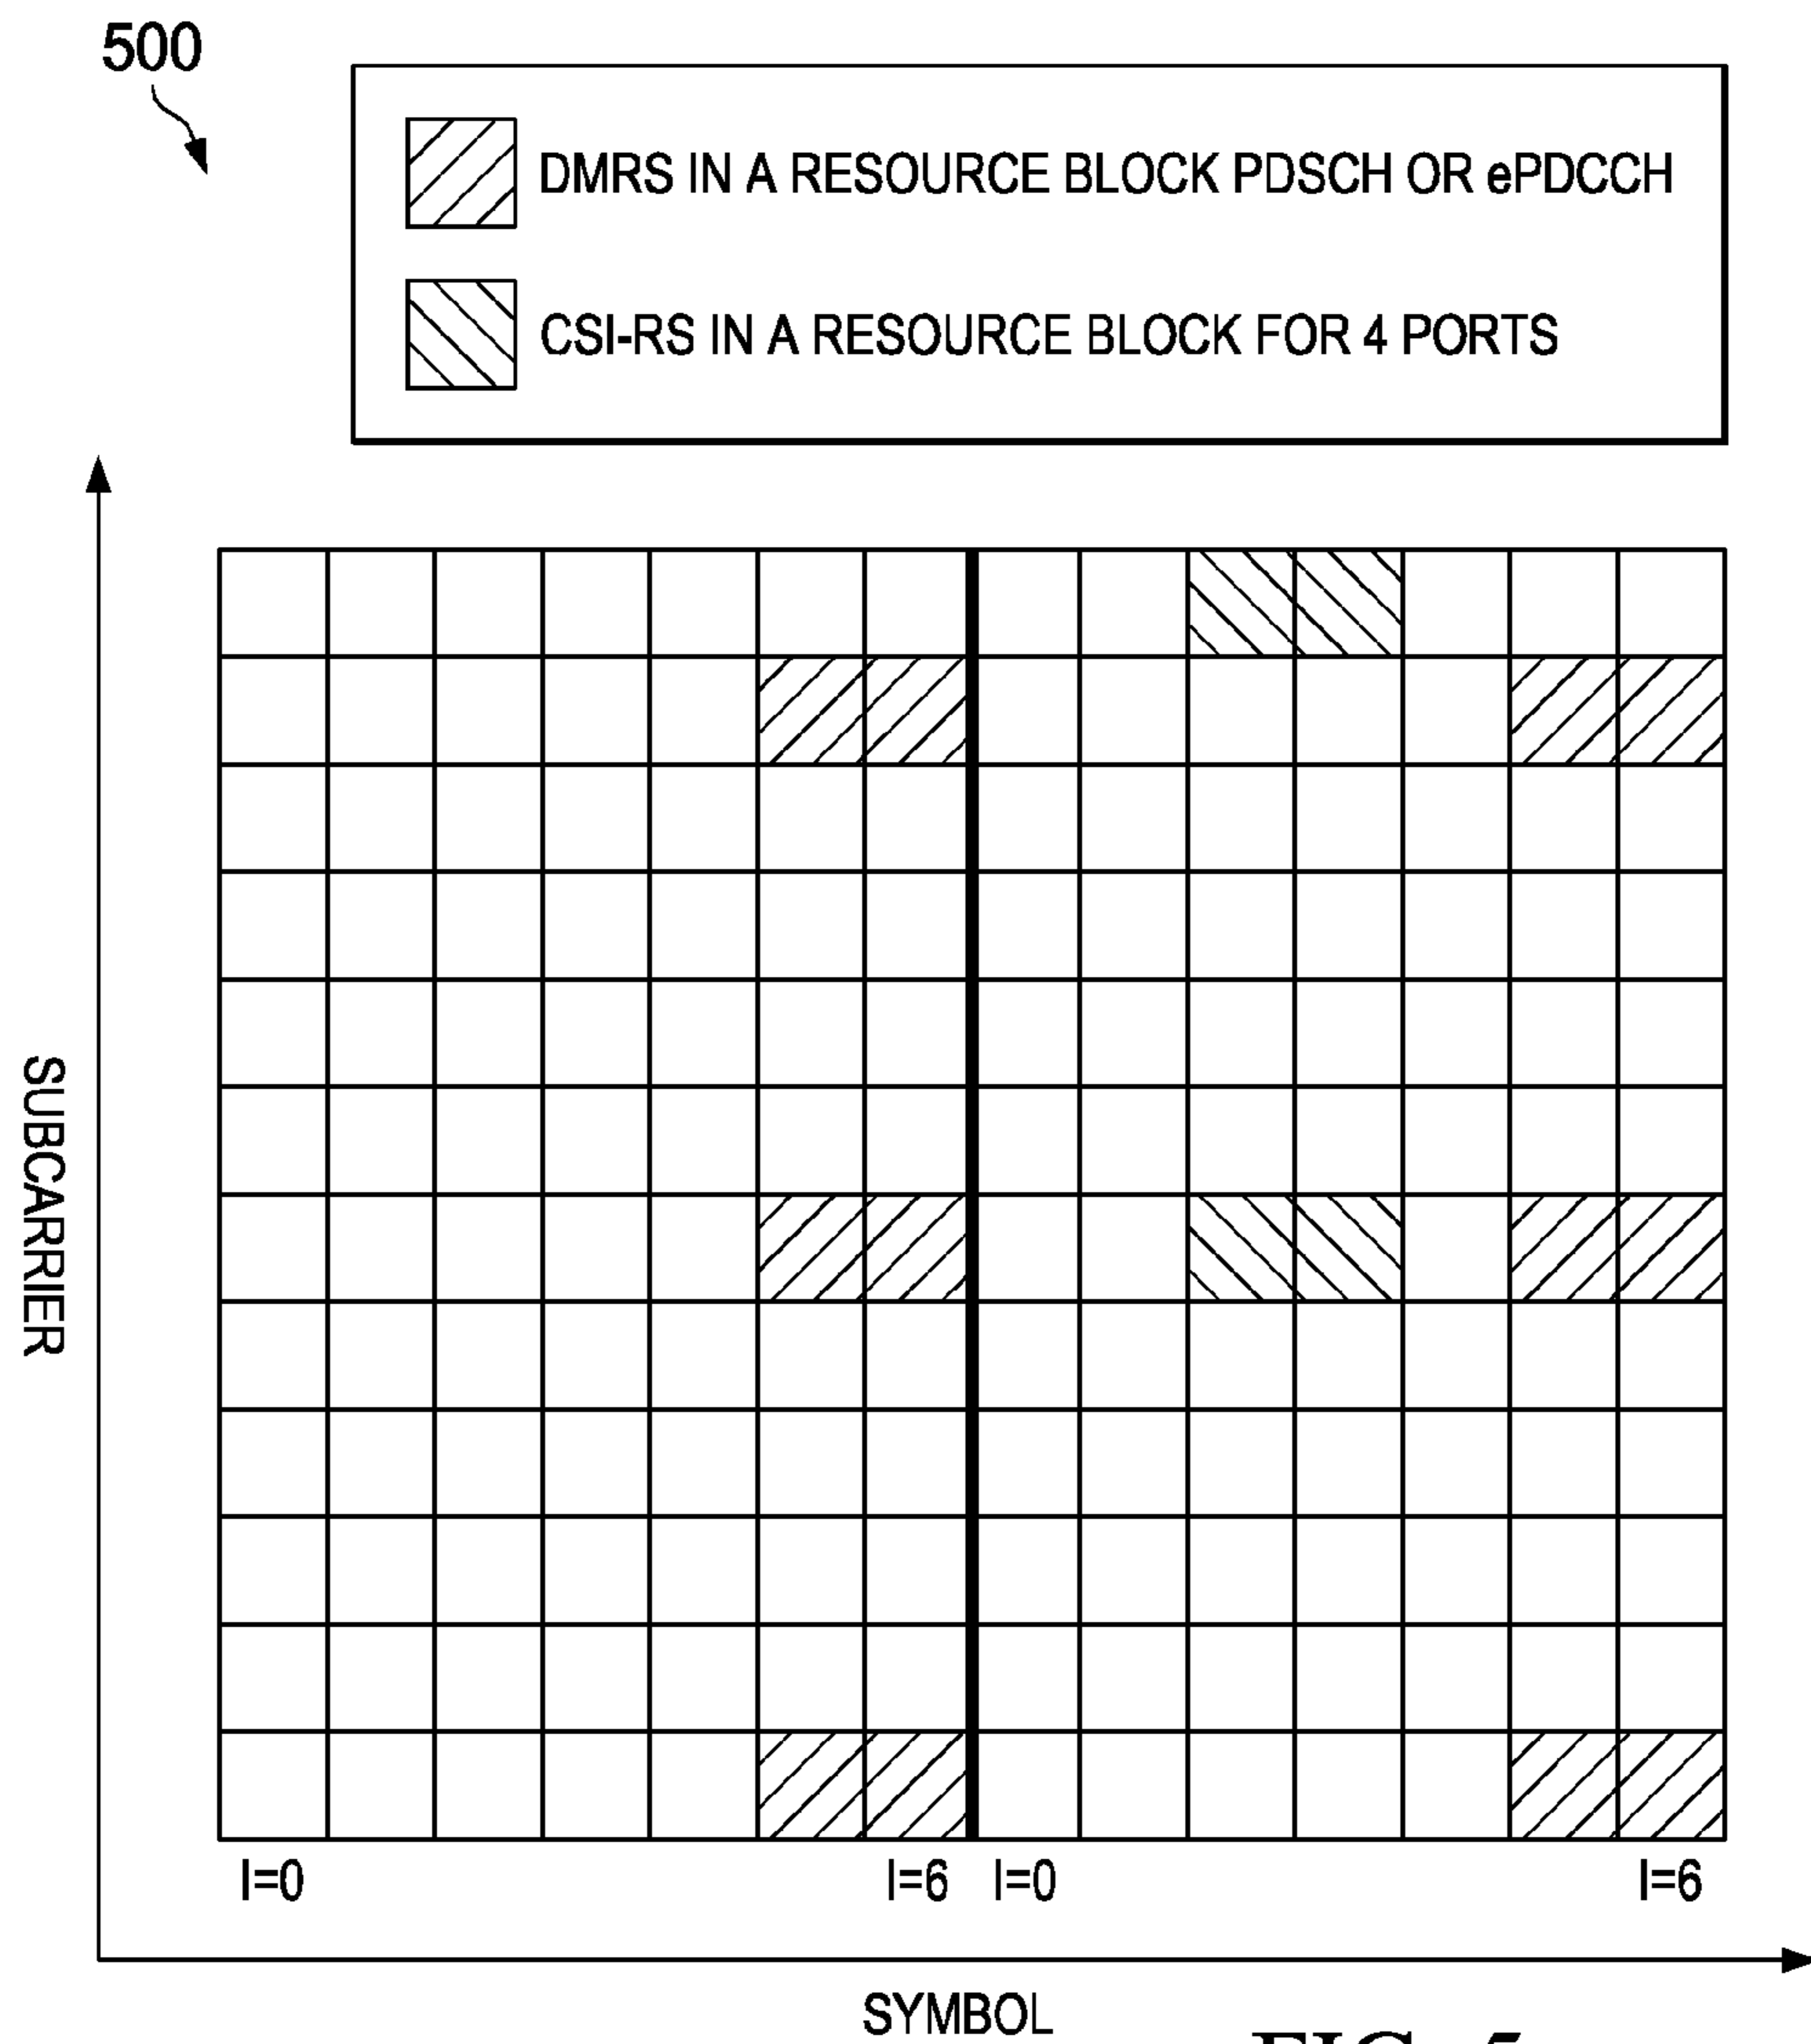 500
DMRS IN A RESOURCE BLOCK PDSCH OR ePDCCH
CSI-RS IN A RESOURCE BLOCK FOR 4 PORTS
SUBCARRIER
l=0 l=6 l=0 l=6
SYMBOL